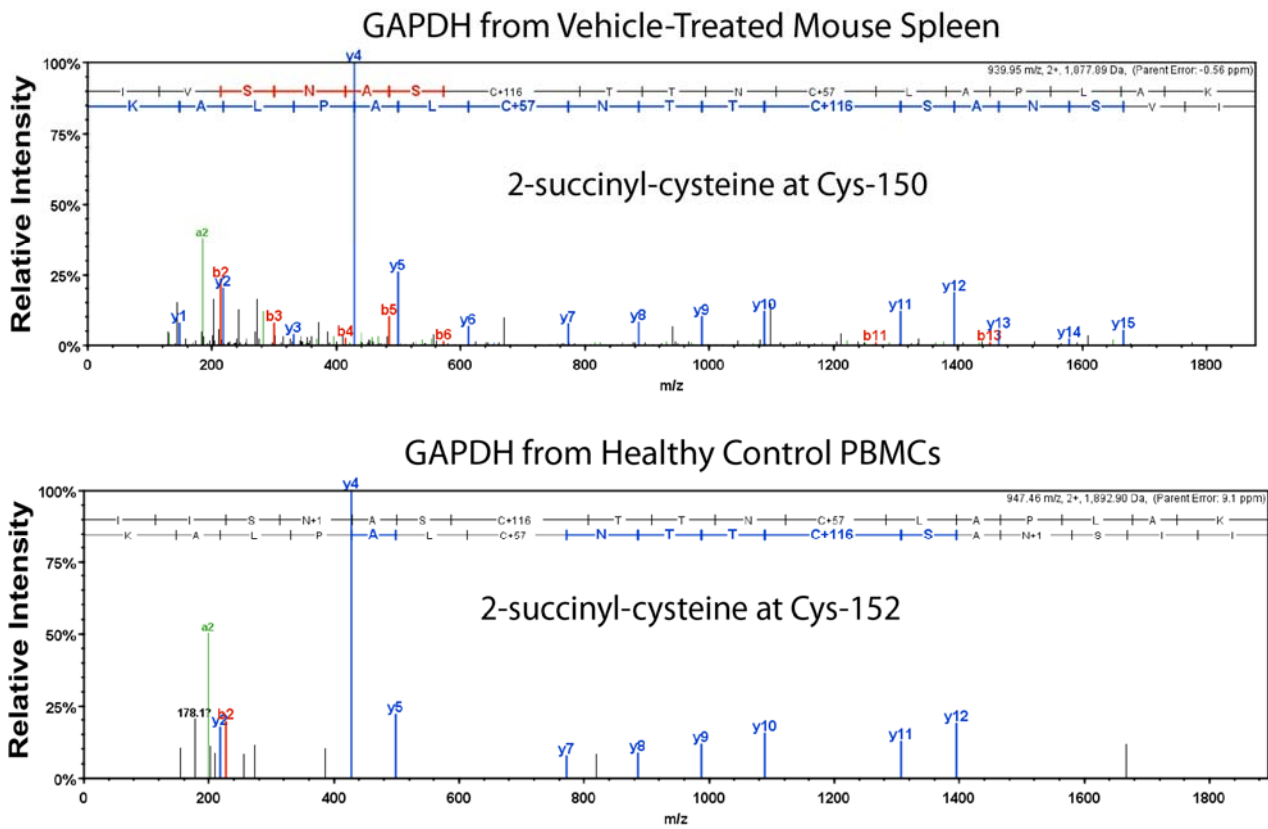 GAPDH from Vehicle-Treated Mouse Spleen
y4
100%
939.95 m/z, 2+, 1,877.89 Da, (Parent Error: -0.56 ppm)
I V S N A S C+116 T T N C+57 L A P L A K
K A L P A L C+57 N T T C+116 S A N S V I
75%
2-succinyl-cysteine at Cys-150
50%
a2
25%
b2 y2 y5
y1 b3 y3 b4 b5 b6 y6 y7 y8 y9 y10 b11 y11 y12 b13 y13 y14 y15
0%
0 200 400 600 800 1000 1200 1400 1600 1800
m/z
Relative Intensity
GAPDH from Healthy Control PBMCs
y4
100%
947.46 m/z, 2+, 1,892.90 Da, (Parent Error: 9.1 ppm)
I I S N+1 A S C+116 T T N C+57 L A P L A K
K A L P A L C+57 N T T C+116 S A N+1 S I I
75%
2-succinyl-cysteine at Cys-152
50%
a2
25%
178.1? y2 b2 y5 y7 y8 y9 y10 y11 y12
0%
0 200 400 600 800 1000 1200 1400 1600 1800
m/z
Relative Intensity